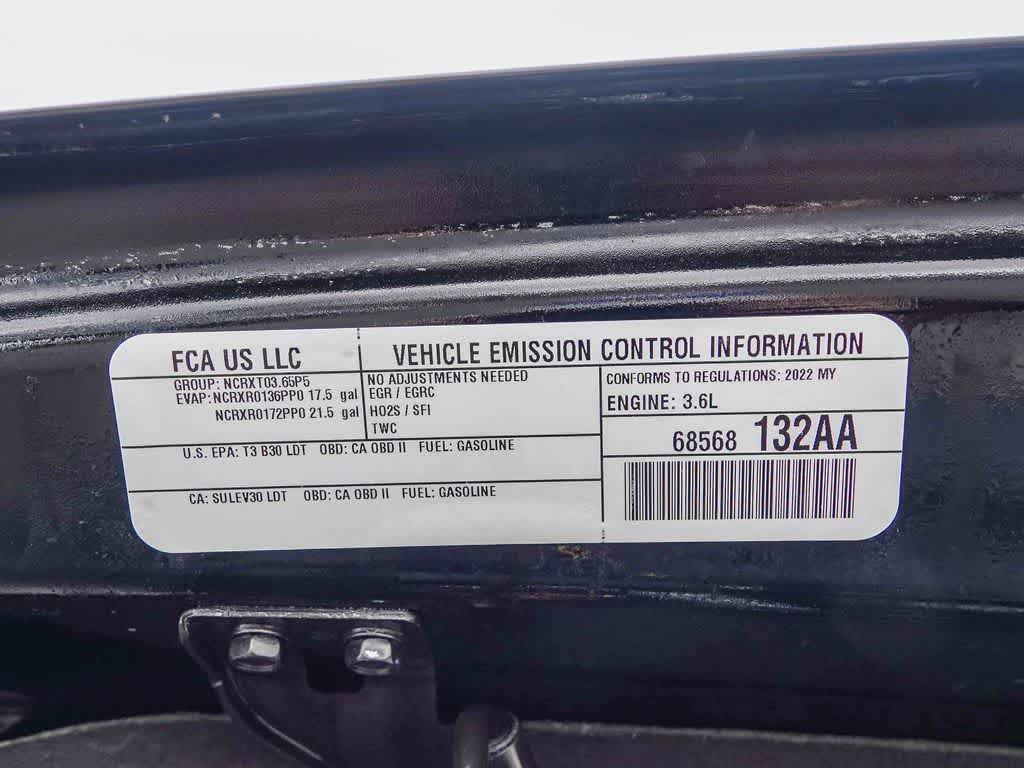 FCA US LLC
VEHICLE EMISSION CONTROL INFORMATION
GROUP: NCRXT03.65P5
EVAP: NCRXR0136PP0 17.5 gal
NCRXR0172PP0 21.5 gal
NO ADJUSTMENTS NEEDED
EGR / EGRC
HO2S / SFI
TWC
CONFORMS TO REGULATIONS: 2022 MY
ENGINE: 3.6L
68568 132AA
U.S. EPA: T3 B30 LDT OBD: CA OBD II FUEL: GASOLINE
CA: SULEV30 LDT OBD: CA OBD II FUEL: GASOLINE